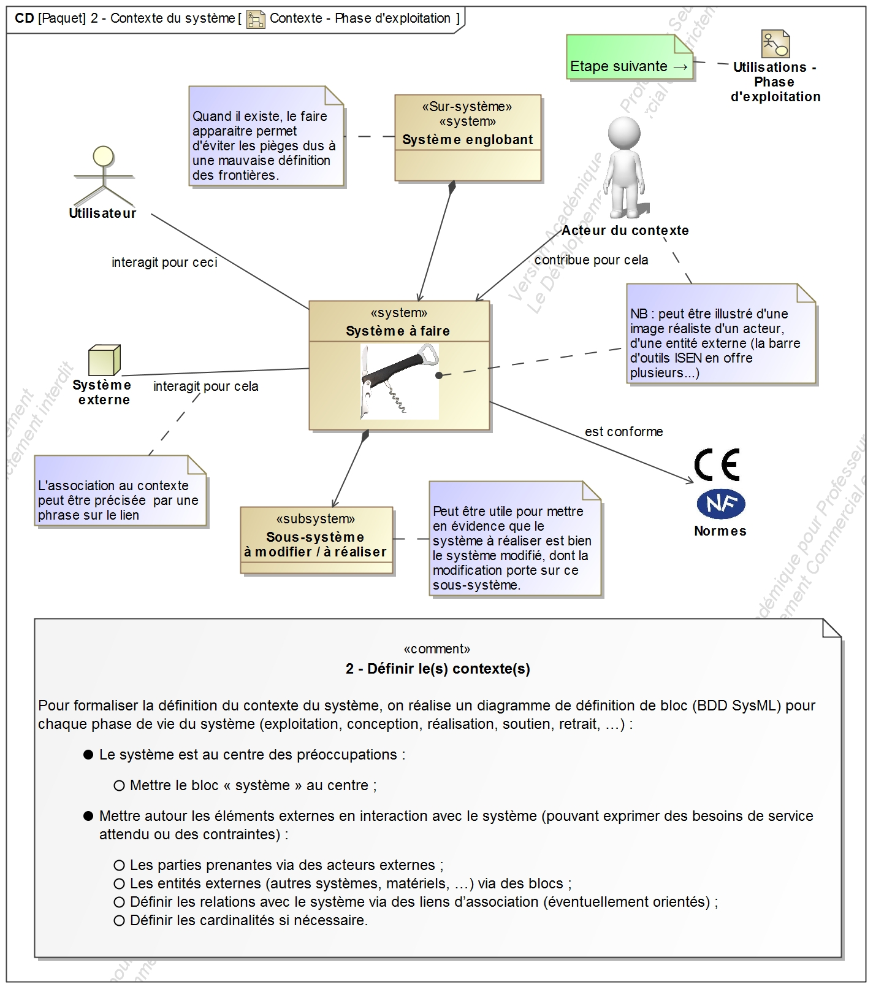 CD [Paquet] 2 - Contexte du système [ Contexte - Phase d'exploitation ]
Etape suivante →
Utilisations -
Phase
d'exploitation
Quand il existe, le faire
apparaitre permet
d'éviter les pièges dus à
une mauvaise définition
des frontières.
«Sur-système»
«system»
Système englobant
Utilisateur
Acteur du contexte
interagit pour ceci
contribue pour cela
«system»
Système à faire
NB : peut être illustré d'une
image réaliste d'un acteur,
d'une entité externe (la barre
d'outils ISEN en offre
plusieurs...)
Système
externe
interagit pour cela
est conforme
L'association au contexte
peut être précisée  par une
phrase sur le lien
CE
NF
Normes
«subsystem»
Sous-système
à modifier / à réaliser
Peut être utile pour mettre
en évidence que le
système à réaliser est bien
le système modifié, dont la
modification porte sur ce
sous-système.
«comment»
2 - Définir le(s) contexte(s)
Pour formaliser la définition du contexte du système, on réalise un diagramme de définition de bloc (BDD SysML) pour
chaque phase de vie du système (exploitation, conception, réalisation, soutien, retrait, …) :
● Le système est au centre des préoccupations :
○ Mettre le bloc « système » au centre ;
● Mettre autour les éléments externes en interaction avec le système (pouvant exprimer des besoins de service
attendu ou des contraintes) :
○ Les parties prenantes via des acteurs externes ;
○ Les entités externes (autres systèmes, matériels, …) via des blocs ;
○ Définir les relations avec le système via des liens d’association (éventuellement orientés) ;
○ Définir les cardinalités si nécessaire.